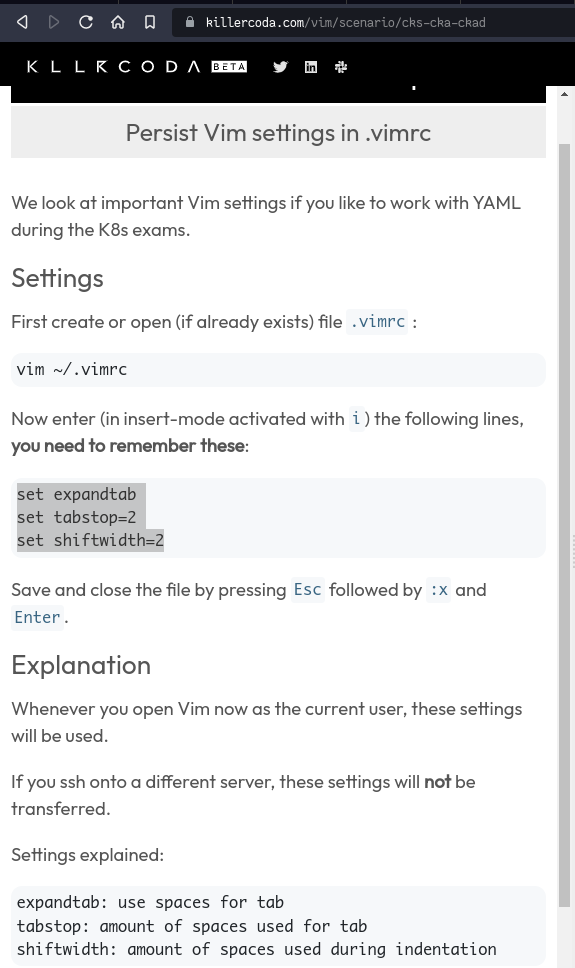 killercoda.com/vim/scenario/cks-cka-ckad
KILLERCODA BETA
Persist Vim settings in .vimrc
We look at important Vim settings if you like to work with YAML
during the K8s exams.
Settings
First create or open (if already exists) file .vimrc :
vim ~/.vimrc
Now enter (in insert-mode activated with i) the following lines,
you need to remember these:
set expandtab
set tabstop=2
set shiftwidth=2
Save and close the file by pressing Esc followed by :x and
Enter.
Explanation
Whenever you open Vim now as the current user, these settings
will be used.
If you ssh onto a different server, these settings will not be
transferred.
Settings explained:
expandtab: use spaces for tab
tabstop: amount of spaces used for tab
shiftwidth: amount of spaces used during indentation